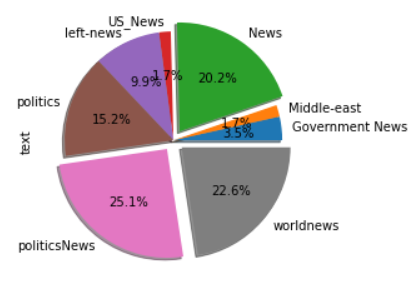 US_News
left-news
News
1.7%
9.9%
20.2%
politics
Middle-east
15.2%
1.7%
Government News
3.5%
text
25.1%
22.6%
worldnews
politicsNews